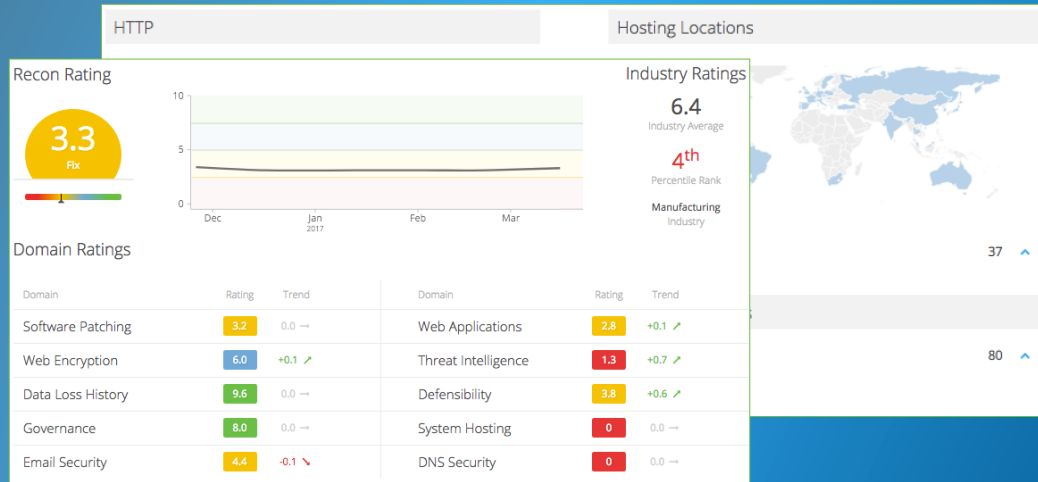 HTTP
Hosting Locations
Recon Rating
3.3
Fix
10
5
0
Dec
Jan
2017
Feb
Mar
Industry Ratings
6.4
Industry Average
4th
Percentile Rank
Manufacturing
Industry
37
80
Domain Ratings
Domain Rating Trend
Software Patching 3.2 0.0 →
Web Encryption 6.0 +0.1 ↗
Data Loss History 9.6 0.0 →
Governance 8.0 0.0 →
Email Security 4.4 -0.1 ↘
Domain Rating Trend
Web Applications 2.8 +0.1 ↗
Threat Intelligence 1.3 +0.7 ↗
Defensibility 3.8 +0.6 ↗
System Hosting 0 0.0 →
DNS Security 0 0.0 →